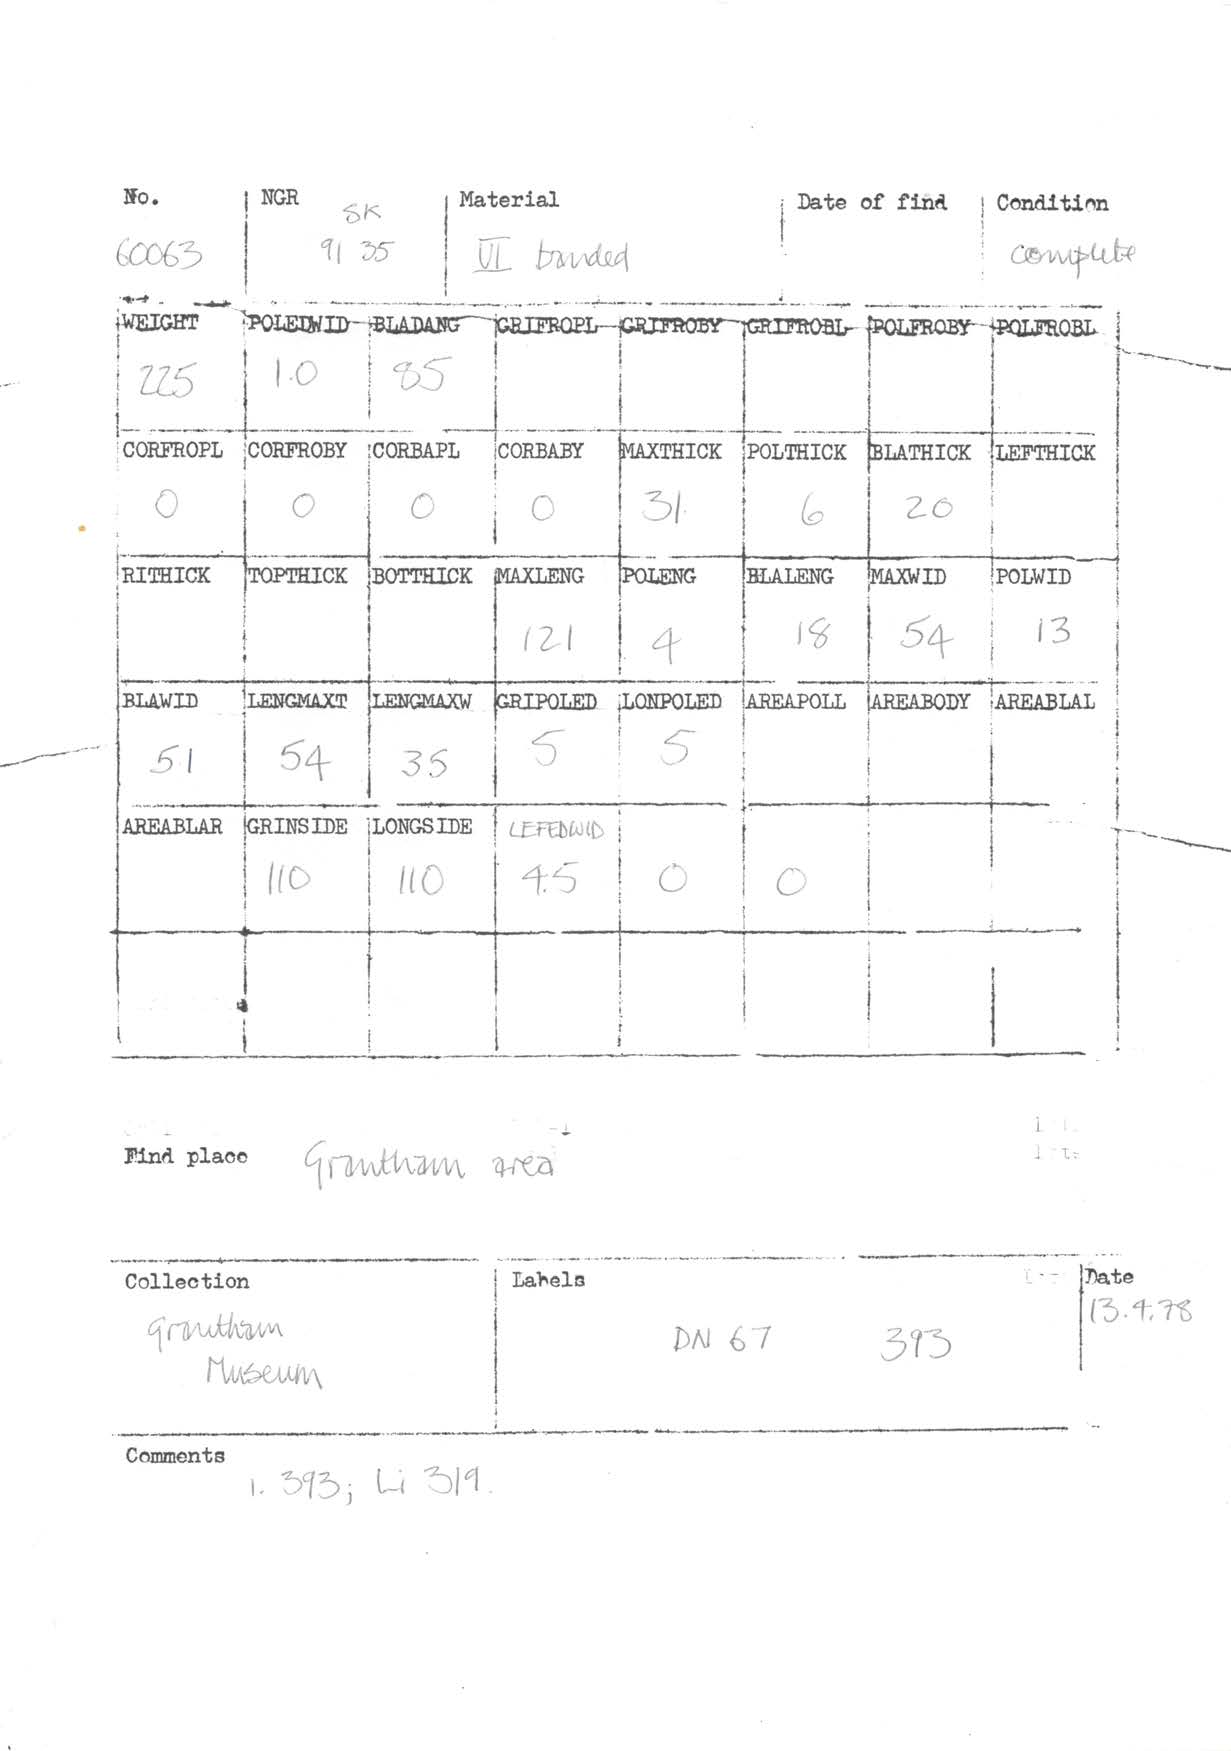 No. NGR Material Date of find Condition
SK
60063 91 35 VI banded complete
WEIGHT POLEDWID BLADANG GRIFROPL GRIFROBY GRIFROBL POLFROBY POLFROBL
225 1.0 85
CORFROPL CORFROBY CORBAPL CORBABY MAXTHICK POLTHICK BLATHICK LEFTHICK
0 0 0 0 31 6 20
RITHICK TOPTHICK BOTTHICK MAXLENG POLENG BLALENG MAXWID POLWID
121 4 18 54 13
BLAWID LENGMAXT LENGMAXW GRIPOLED LONPOLED AREAPOLL AREABODY AREABLAL
51 54 35 5 5
AREABLAR GRINSIDE LONGSIDE LEFEDWID
110 110 4.5 0 0
Find place Grantham area
Collection Labels Date
Grantham
Museum
DN 67 393
13.4.78
Comments
1. 393; Li 319.